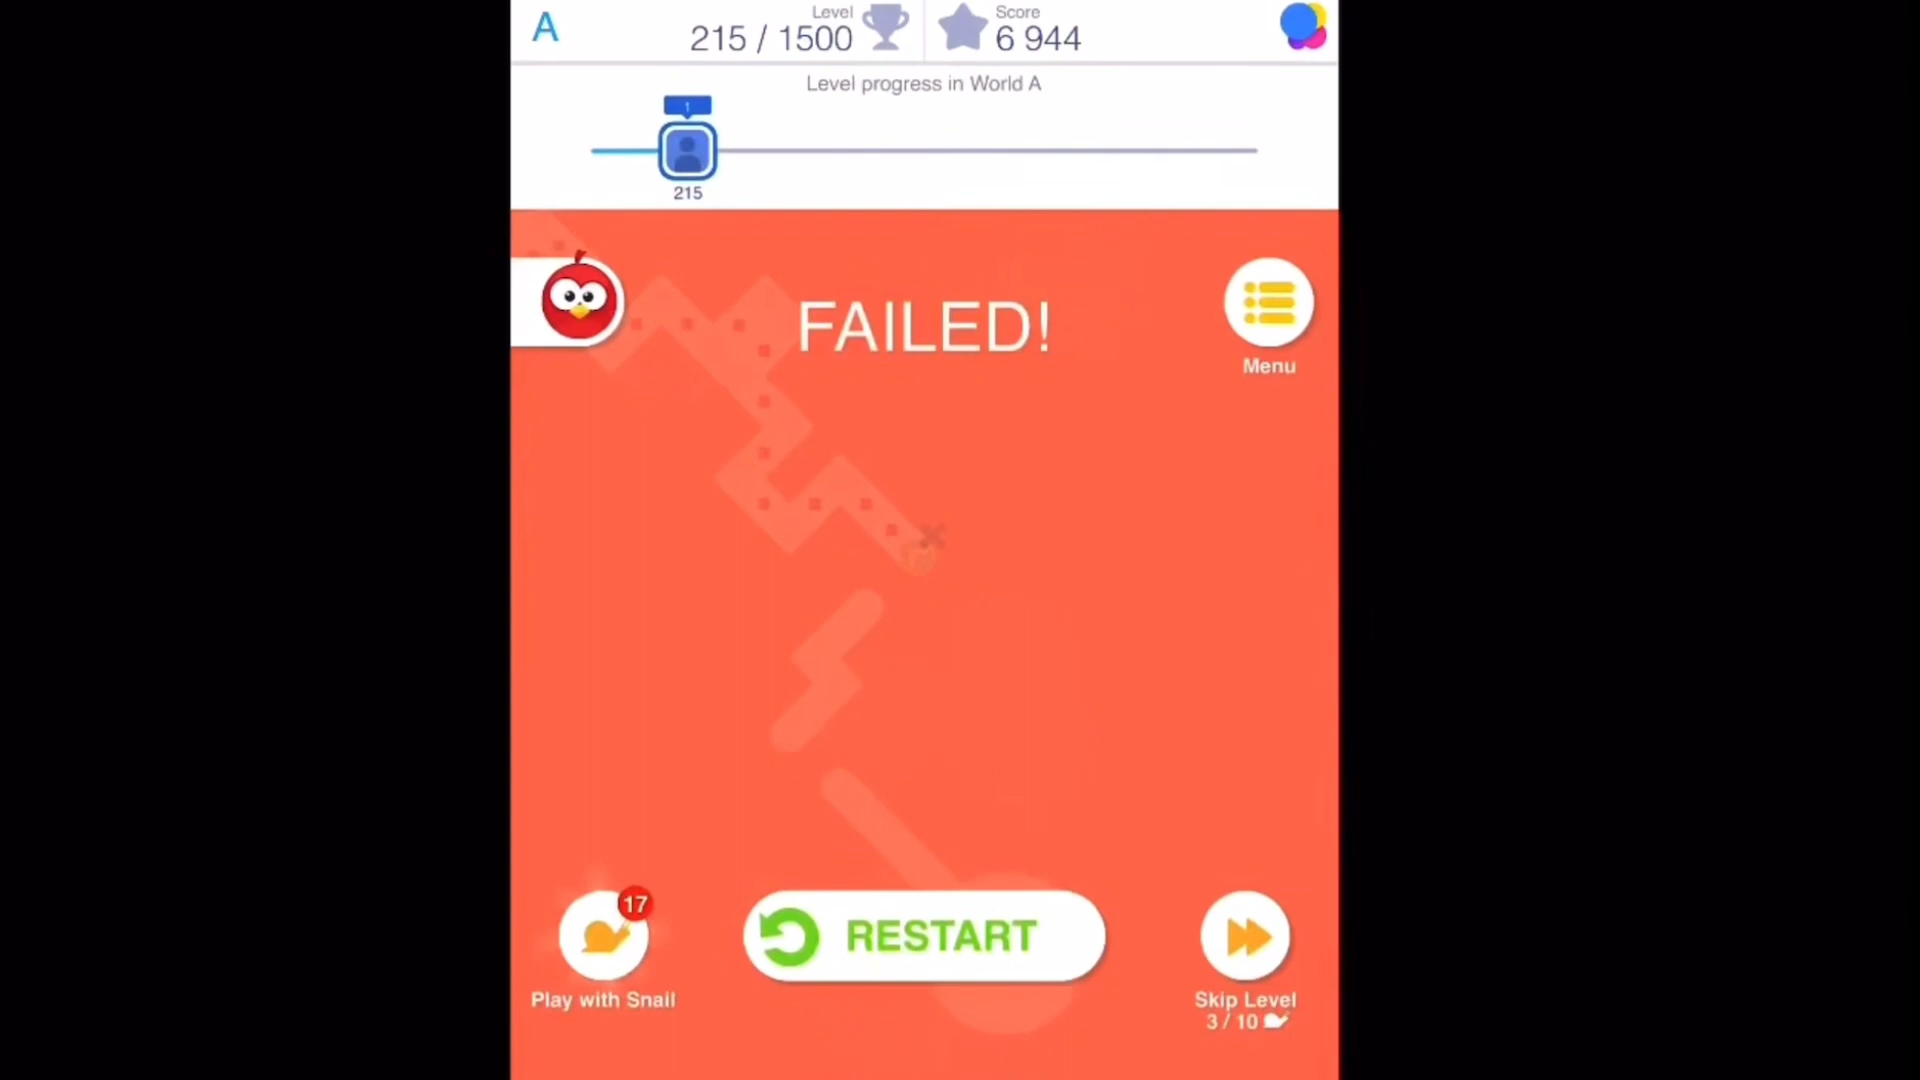 A
Level
215 / 1500
Score
6 944
Level progress in World A
1
215
FAILED!
Menu
17
RESTART
Play with Snail
Skip Level
3 / 10